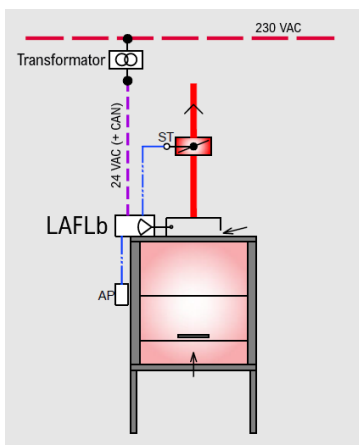 230 VAC
Transformator
24 VAC (+ CAN)
ST
LAFLb
AP